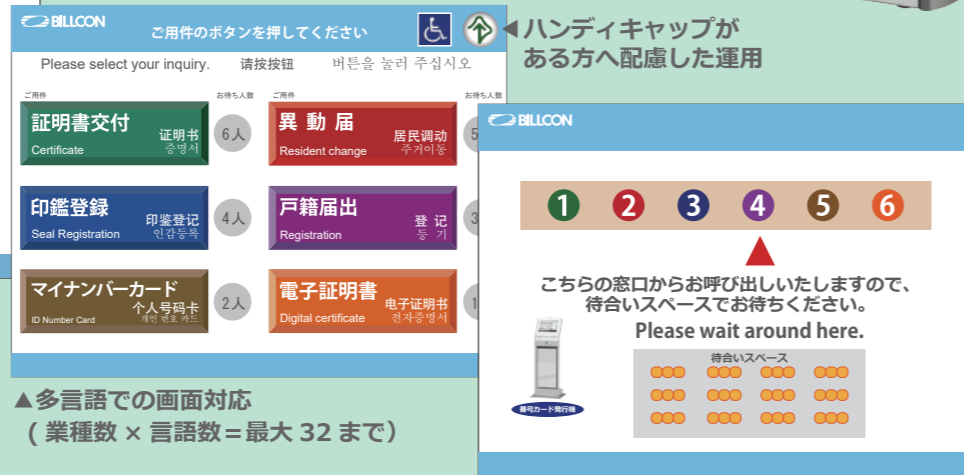 BILLCON
ご用件のボタンを押してください
◀ハンディキャップが
ある方へ配慮した運用
Please select your inquiry. 请按按钮 버튼을 눌러 주십시오
ご用件 お待ち人数 ご用件 お待ち人数
証明書交付 证明书 증명서 Certificate 6人
異動届 居民调动 주거이동 Resident change 5
印鑑登録 印鉴登记 인감등록 Seal Registration 4人
戸籍届出 登记 등기 Registration 3
マイナンバーカード 个人号码卡 개인 번호 카드 ID Number Card 2人
電子証明書 电子证明书 전자증명서 Digital certificate 1
▲多言語での画面対応
(業種数 × 言語数=最大 32 まで)
BILLCON
1 2 3 4 5 6
こちらの窓口からお呼び出しいたしますので、
待合いスペースでお待ちください。
Please wait around here.
待合いスペース
番号カード発行機